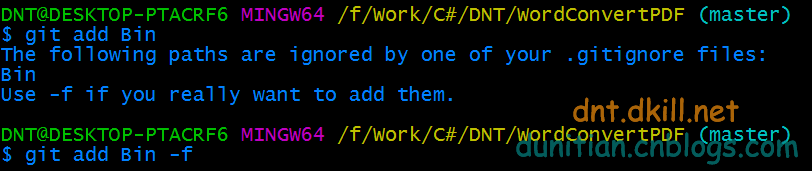 DNT@DESKTOP-PTACRF6 MINGW64 /f/Work/C#/DNT/WordConvertPDF (master)
$ git add Bin
The following paths are ignored by one of your .gitignore files:
Bin
Use -f if you really want to add them.
dnt.dkill.net
DNT@DESKTOP-PTACRF6 MINGW64 /f/Work/C#/DNT/WordConvertPDF (master)
$ git add Bin -f
dunitian.cnblogs.com